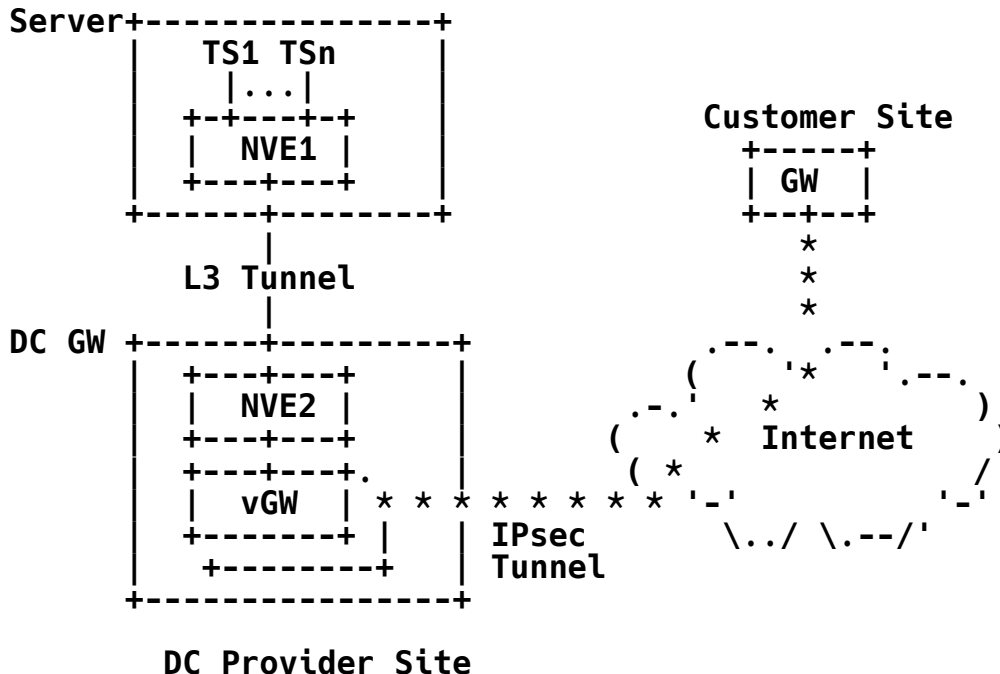 Server
TS1 TSn
...
Customer Site
NVE1
GW
L3 Tunnel
DC GW
NVE2
Internet
vGW
IPsec
Tunnel
DC Provider Site